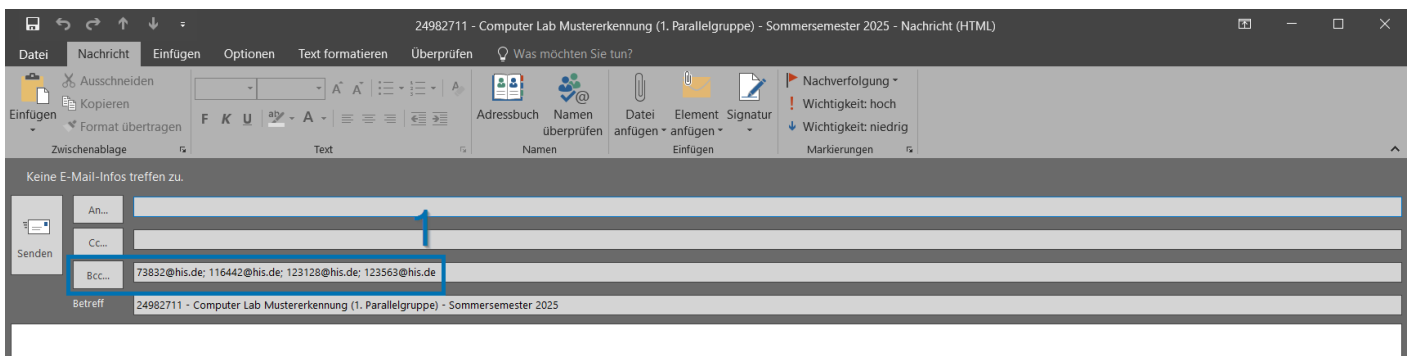 24982711 - Computer Lab Mustererkennung (1. Parallelgruppe) - Sommersemester 2025 - Nachricht (HTML)
Datei Nachricht Einfügen Optionen Text formatieren Überprüfen Was möchten Sie tun?
Einfügen
Ausschneiden
Kopieren
Format übertragen
Zwischenablage
F K U ab A
Text
Adressbuch
Namen überprüfen
Namen
Datei anfügen
Element anfügen
Signatur
Einfügen
Nachverfolgung
Wichtigkeit: hoch
Wichtigkeit: niedrig
Markierungen
Keine E-Mail-Infos treffen zu.
Senden
An...
1
Cc...
Bcc... 73832@his.de; 116442@his.de; 123128@his.de; 123563@his.de
Betreff 24982711 - Computer Lab Mustererkennung (1. Parallelgruppe) - Sommersemester 2025